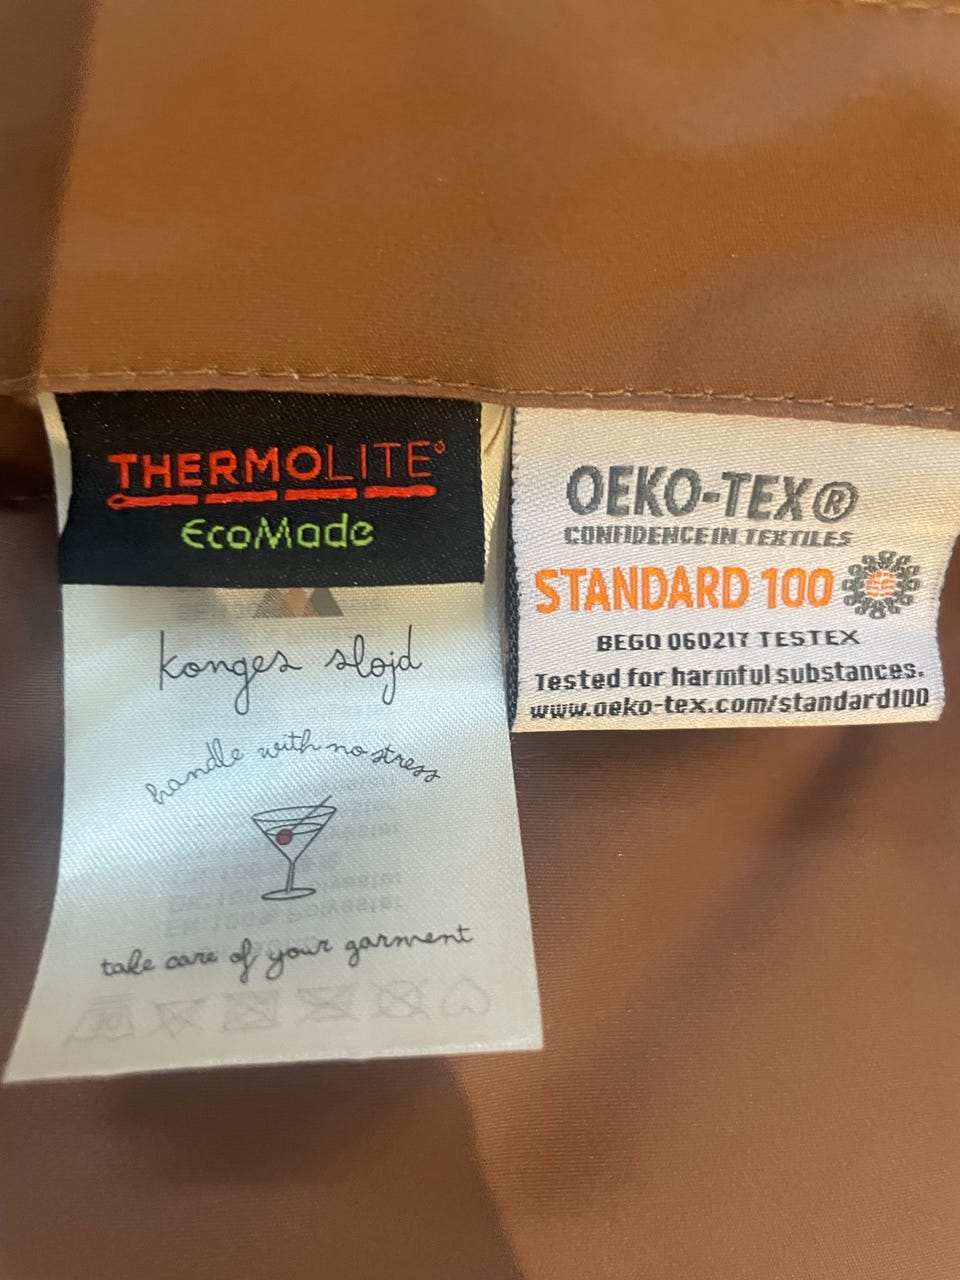 THERMOLITE®
EcoMade
konges sløjd
handle with no stress
take care of your garment
OEKO-TEX®
CONFIDENCE IN TEXTILES
STANDARD 100
BEGO 060217 TESTEX
Tested for harmful substances.
www.oeko-tex.com/standard100